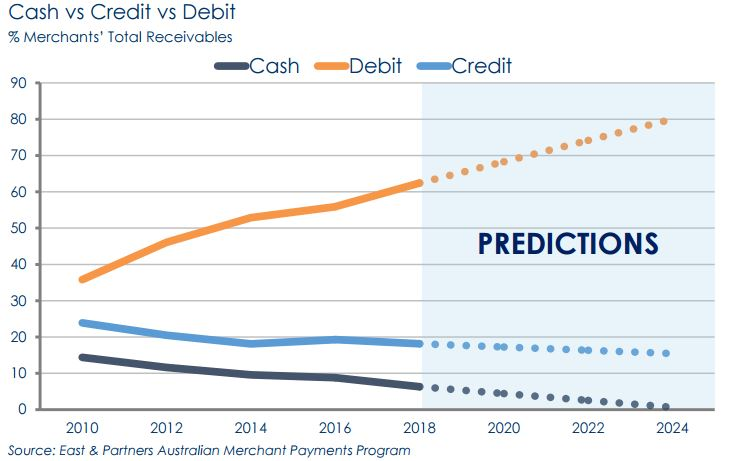 Cash vs Credit vs Debit
% Merchants' Total Receivables
Cash Debit Credit
90
80
70
60
50
40
30
20
10
0
PREDICTIONS
2010 2012 2014 2016 2018 2020 2022 2024
Source: East & Partners Australian Merchant Payments Program